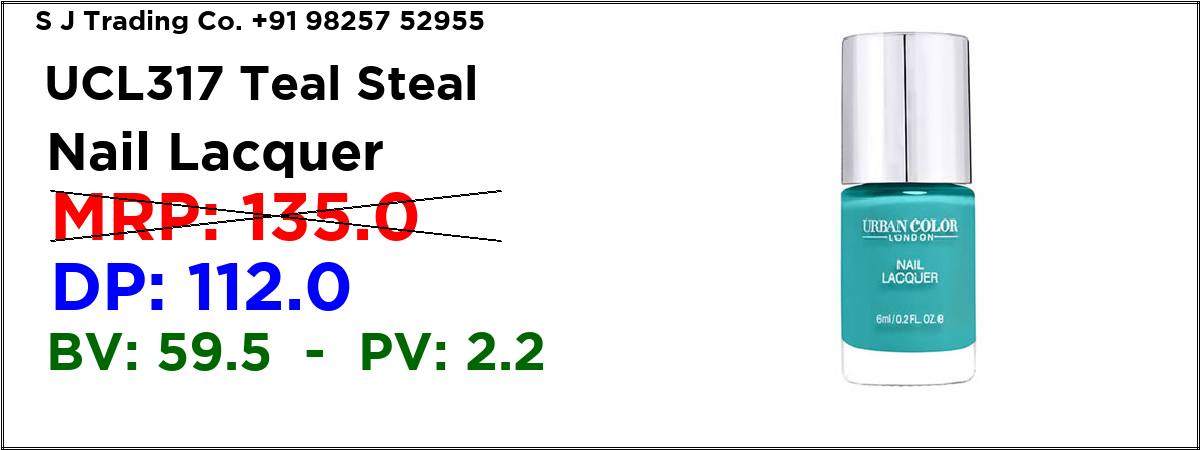 S J Trading Co. +91 98257 52955
UCL317 Teal Steal
Nail Lacquer
MRP: 135.0
DP: 112.0
BV: 59.5 - PV: 2.2
URBAN COLOR
LONDON
NAIL
LACQUER
6ml/0.2 FL. OZ. e